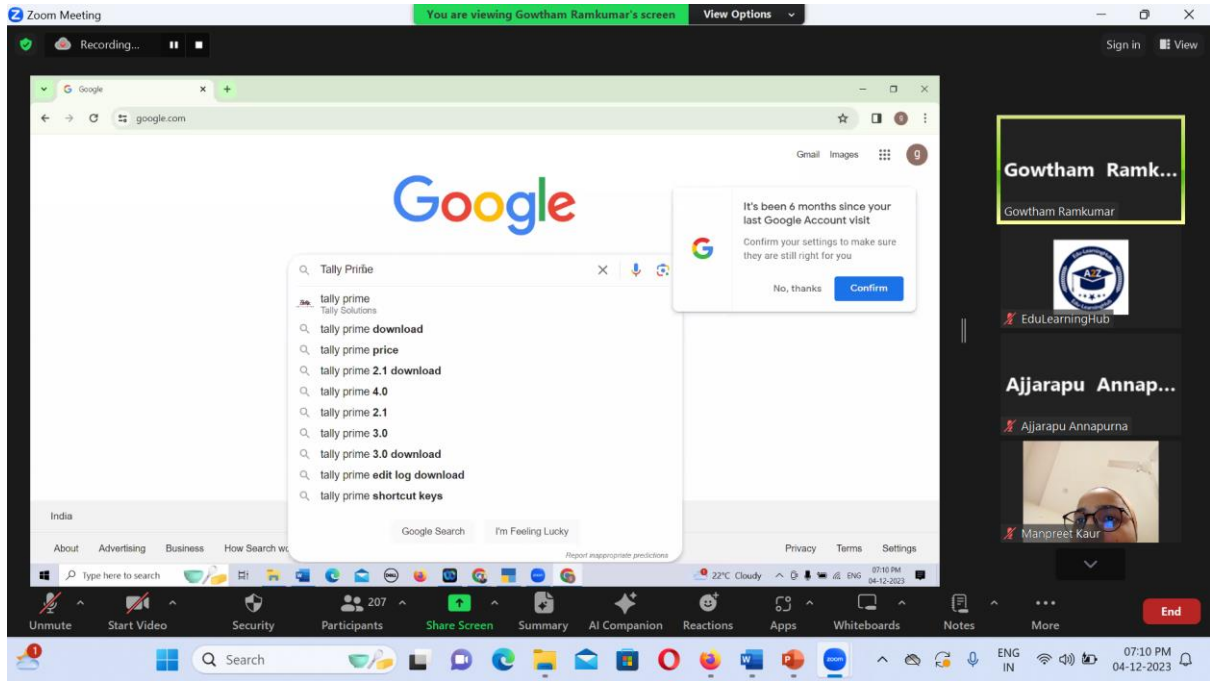 Zoom Meeting
You are viewing Gowtham Ramkumar's screen
View Options
Recording...
Sign in
View
Google
google.com
Gmail Images
g
Google
It's been 6 months since your
last Google Account visit
Confirm your settings to make sure
they are still right for you
No, thanks Confirm
Tally Prime
tally prime
Tally Solutions
tally prime download
tally prime price
tally prime 2.1 download
tally prime 4.0
tally prime 2.1
tally prime 3.0
tally prime 3.0 download
tally prime edit log download
tally prime shortcut keys
Google Search I'm Feeling Lucky
Report inappropriate predictions
India
About Advertising Business How Search wo
Privacy Terms Settings
Type here to search
22°C Cloudy ENG 07:10 PM
04-12-2023
Gowtham Ramk...
Gowtham Ramkumar
A2Z
EduLearningHub
Ajjarapu Annap...
Ajjarapu Annapurna
Manpreet Kaur
Unmute Start Video Security Participants 207 Share Screen Summary AI Companion Reactions Apps Whiteboards Notes More End
Search
zoom
ENG
IN
07:10 PM
04-12-2023